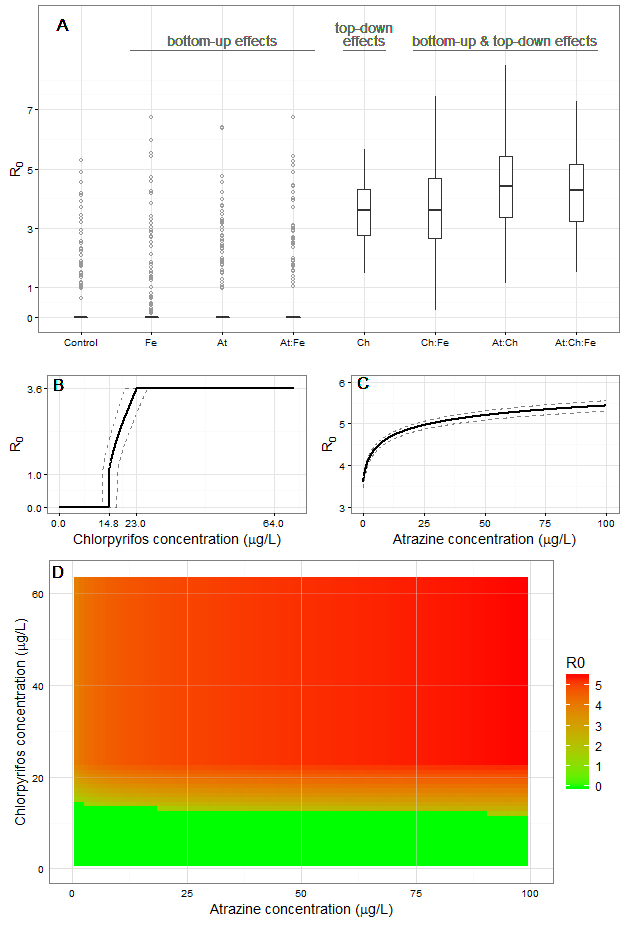 A
bottom-up effects
top-down
effects
bottom-up & top-down effects
R0
7
5
3
1
0
Control Fe At At:Fe Ch Ch:Fe At:Ch At:Ch:Fe
B
R0
3.6
1.0
0.0
0.0 14.8 23.0 64.0
Chlorpyrifos concentration (μg/L)
C
R0
6
5
4
3
0 25 50 75 100
Atrazine concentration (μg/L)
D
Chlorpyrifos concentration (μg/L)
60
40
20
0
0 25 50 75 100
Atrazine concentration (μg/L)
R0
5
4
3
2
1
0